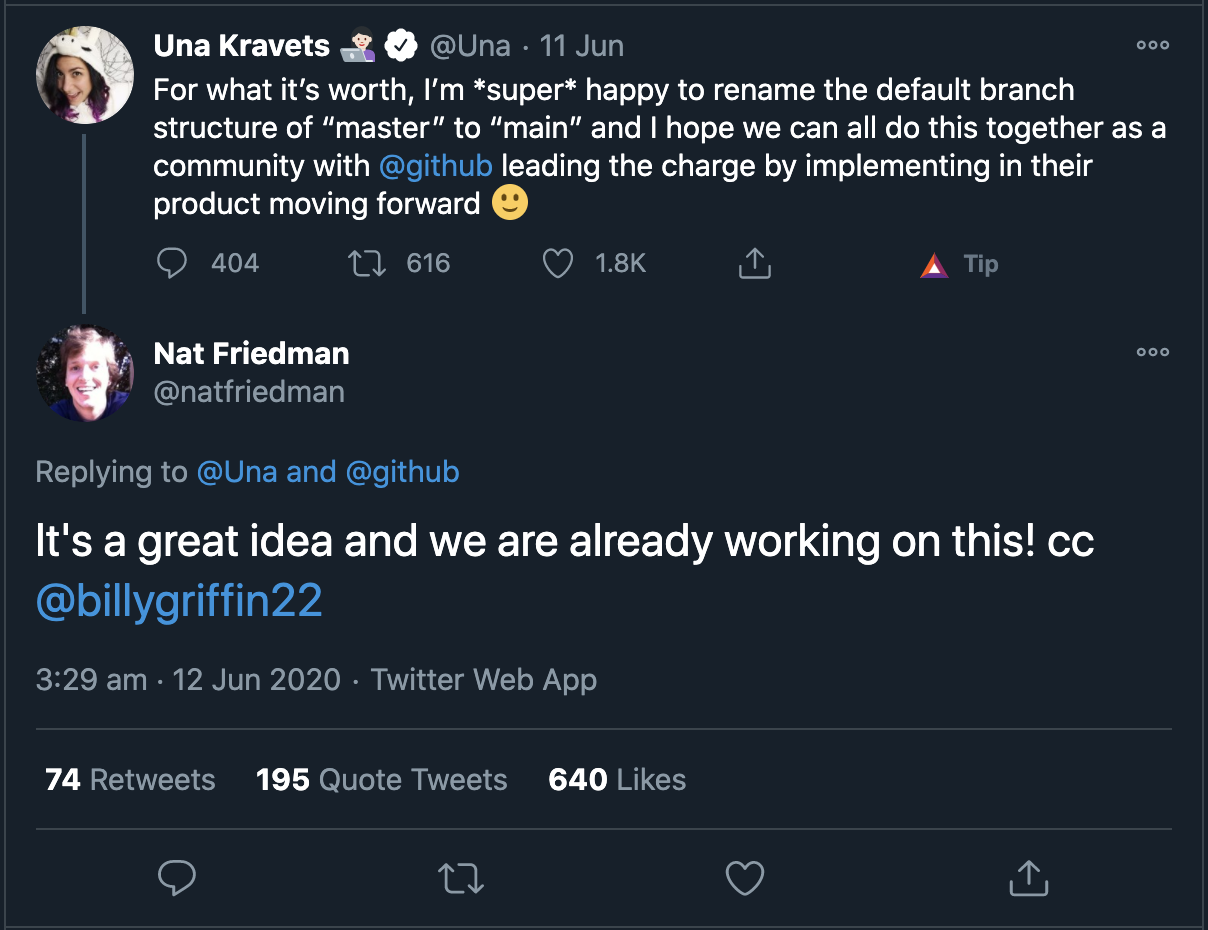 Una Kravets 🧑🏻‍💻 @Una · 11 Jun
For what it’s worth, I’m *super* happy to rename the default branch
structure of “master” to “main” and I hope we can all do this together as a
community with @github leading the charge by implementing in their
product moving forward 🙂
404 616 1.8K Tip
Nat Friedman
@natfriedman
Replying to @Una and @github
It's a great idea and we are already working on this! cc
@billygriffin22
3:29 am · 12 Jun 2020 · Twitter Web App
74 Retweets 195 Quote Tweets 640 Likes